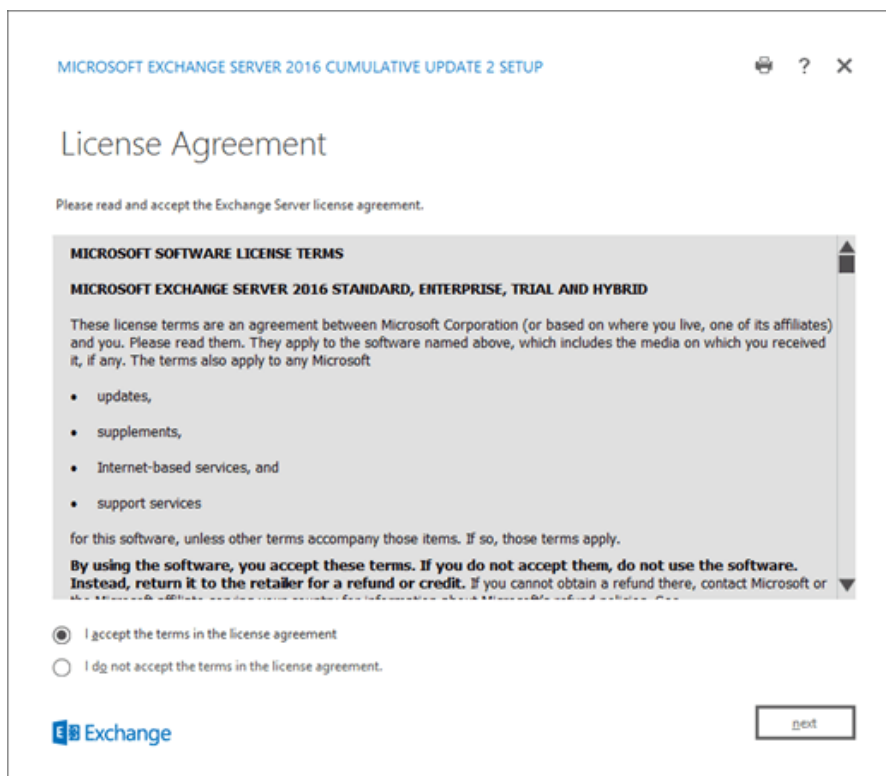 MICROSOFT EXCHANGE SERVER 2016 CUMULATIVE UPDATE 2 SETUP
?
License Agreement
Please read and accept the Exchange Server license agreement.
MICROSOFT SOFTWARE LICENSE TERMS
MICROSOFT EXCHANGE SERVER 2016 STANDARD, ENTERPRISE, TRIAL AND HYBRID
These license terms are an agreement between Microsoft Corporation (or based on where you live, one of its affiliates)
and you. Please read them. They apply to the software named above, which includes the media on which you received
it, if any. The terms also apply to any Microsoft
• updates,
• supplements,
• Internet-based services, and
• support services
for this software, unless other terms accompany those items. If so, those terms apply.
By using the software, you accept these terms. If you do not accept them, do not use the software.
Instead, return it to the retailer for a refund or credit. If you cannot obtain a refund there, contact Microsoft or
I accept the terms in the license agreement
I do not accept the terms in the license agreement.
Exchange
next